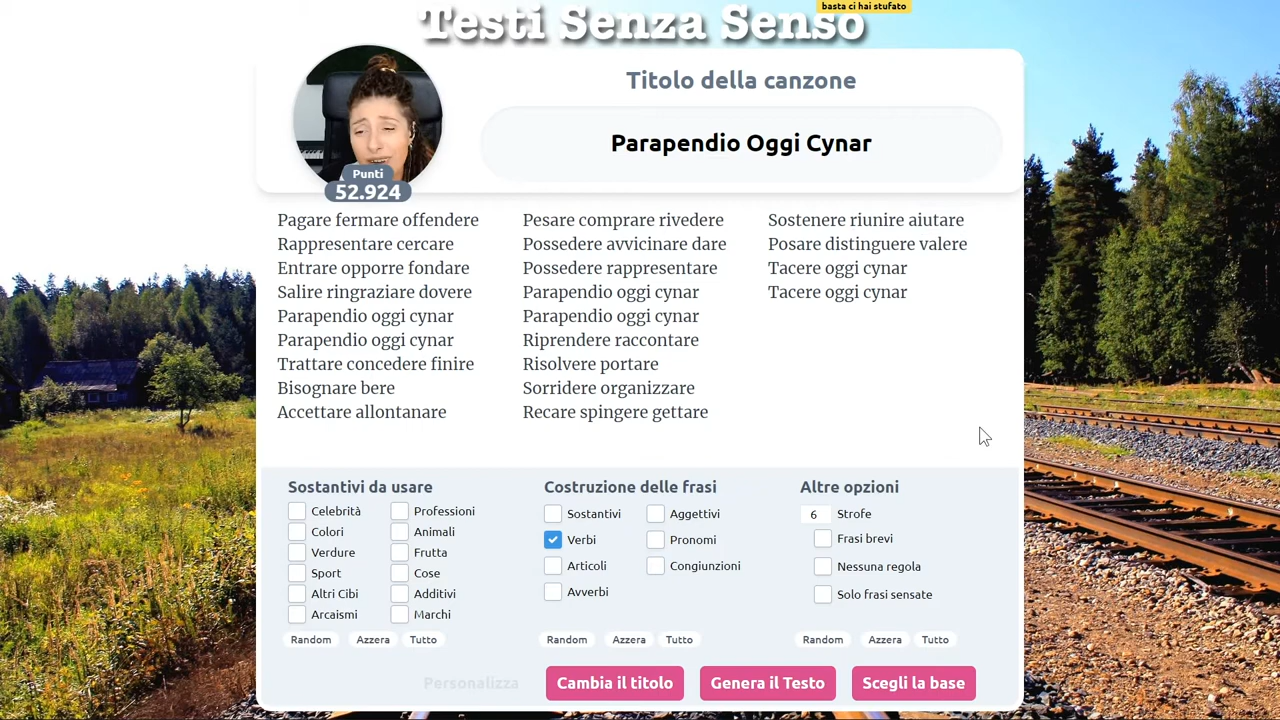 basta ci hai stufato
Testi Senza Senso
Titolo della canzone
Parapendio Oggi Cynar
Punti
52.924
Pagare fermare offendere
Rappresentare cercare
Entrare opporre fondare
Salire ringraziare dovere
Parapendio oggi cynar
Parapendio oggi cynar
Trattare concedere finire
Bisognare bere
Accettare allontanare
Pesare comprare rivedere
Possedere avvicinare dare
Possedere rappresentare
Parapendio oggi cynar
Parapendio oggi cynar
Riprendere raccontare
Risolvere portare
Sorridere organizzare
Recare spingere gettare
Sostenere riunire aiutare
Posare distinguere valere
Tacere oggi cynar
Tacere oggi cynar
Sostantivi da usare
Celebrità Professioni
Colori Animali
Verdure Frutta
Sport Cose
Altri Cibi Additivi
Arcaismi Marchi
Random Azzera Tutto
Costruzione delle frasi
Sostantivi Aggettivi
Verbi Pronomi
Articoli Congiunzioni
Avverbi
Random Azzera Tutto
Altre opzioni
6 Strofe
Frasi brevi
Nessuna regola
Solo frasi sensate
Random Azzera Tutto
Personalizza
Cambia il titolo
Genera il Testo
Scegli la base